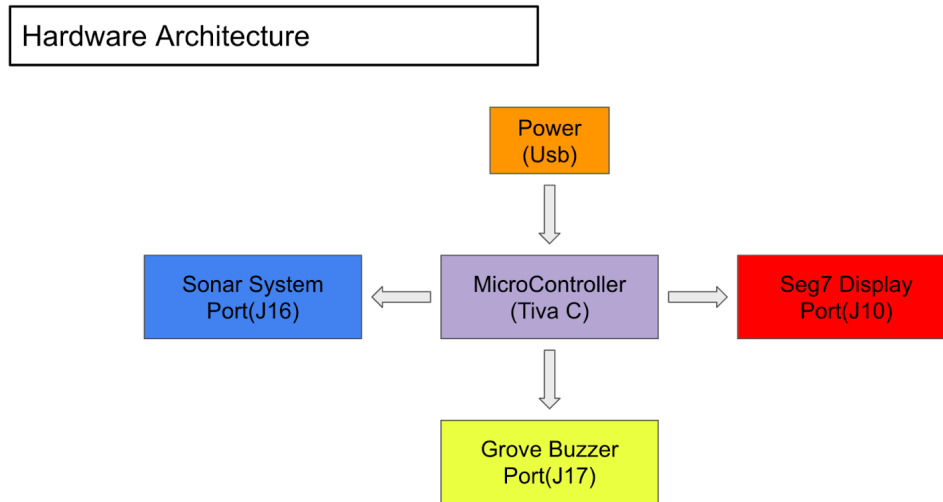 Hardware Architecture
Power
(Usb)
Sonar System
Port(J16)
MicroController
(Tiva C)
Seg7 Display
Port(J10)
Grove Buzzer
Port(J17)